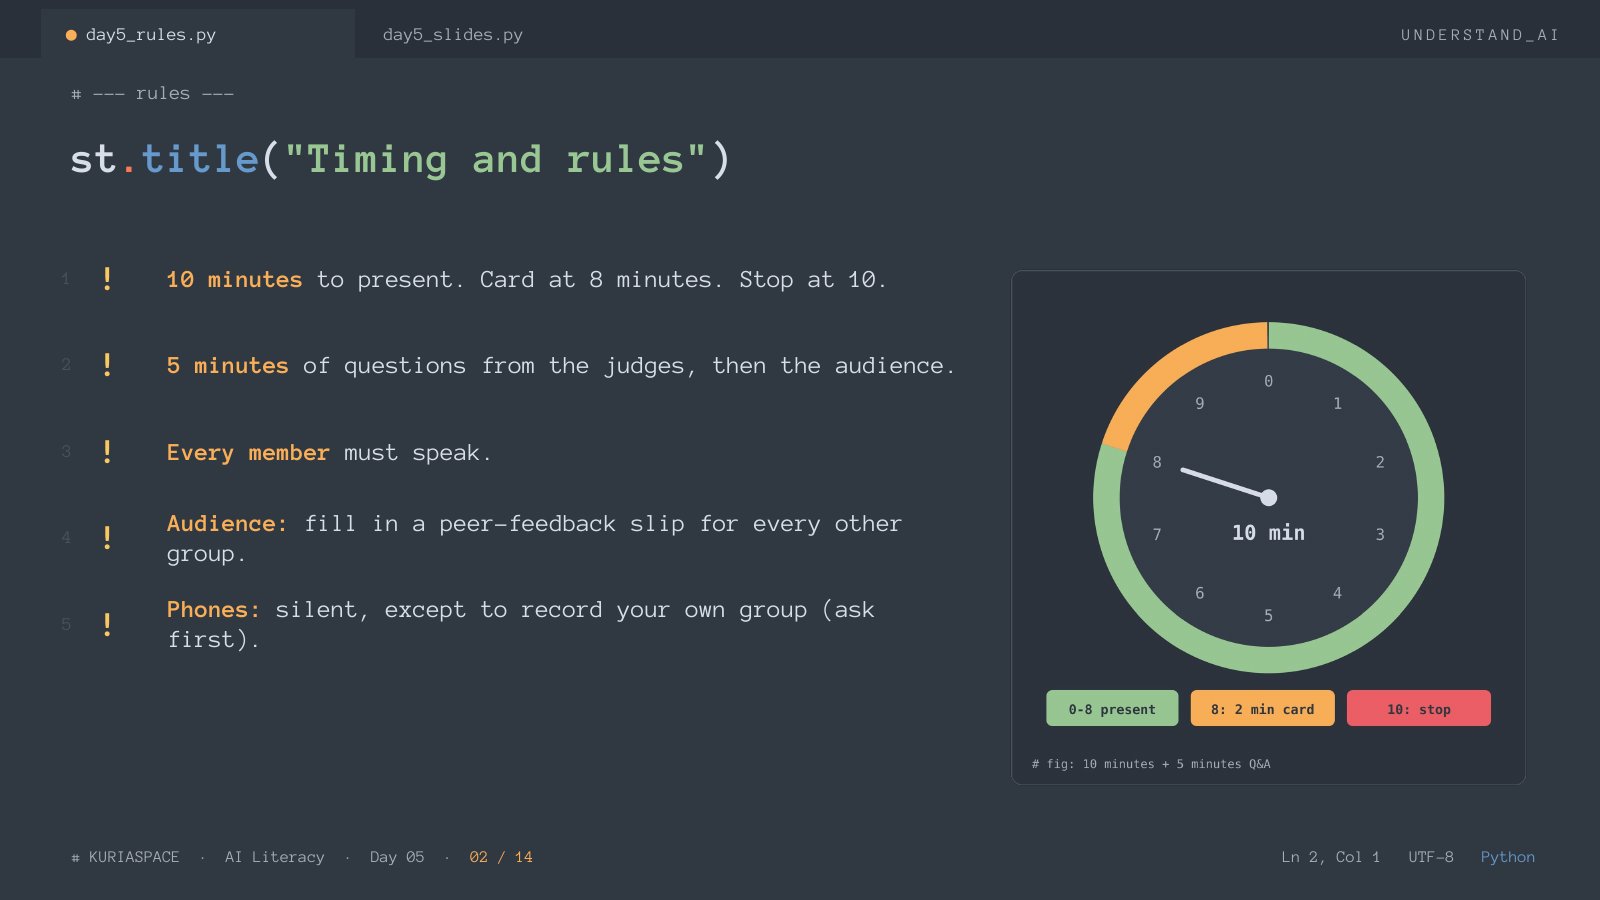 day5_rules.py
day5_slides.py
UNDERSTAND_AI
# --- rules ---
st.title("Timing and rules")
1 ! 10 minutes to present. Card at 8 minutes. Stop at 10.
2 ! 5 minutes of questions from the judges, then the audience.
3 ! Every member must speak.
4 ! Audience: fill in a peer-feedback slip for every other
group.
5 ! Phones: silent, except to record your own group (ask
first).
0
1
2
3
4
5
6
7
8
9
10 min
0-8 present
8: 2 min card
10: stop
# fig: 10 minutes + 5 minutes Q&A
# KURIASPACE · AI Literacy · Day 05 · 02 / 14
Ln 2, Col 1 UTF-8 Python